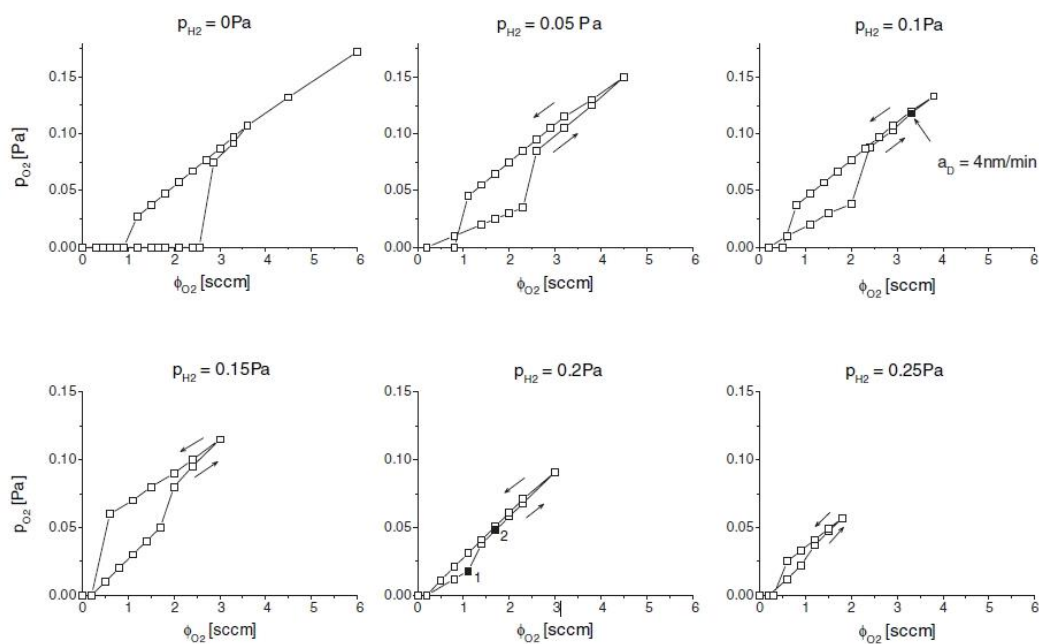 p_H2 = 0Pa
p_H2 = 0.05 Pa
p_H2 = 0.1Pa
0.15
0.10
0.05
0.00
p_O2 [Pa]
0 1 2 3 4 5 6
ϕ_O2 [sccm]
0.15
0.10
0.05
0.00
0 1 2 3 4 5 6
ϕ_O2 [sccm]
0.15
0.10
0.05
0.00
a_D = 4nm/min
0 1 2 3 4 5 6
ϕ_O2 [sccm]
p_H2 = 0.15Pa
p_H2 = 0.2Pa
p_H2 = 0.25Pa
0.15
0.10
0.05
0.00
p_O2 [Pa]
0 1 2 3 4 5 6
ϕ_O2 [sccm]
0.15
0.10
0.05
0.00
2
1
0 1 2 3 4 5 6
ϕ_O2 [sccm]
0.15
0.10
0.05
0.00
0 1 2 3 4 5 6
ϕ_O2 [sccm]